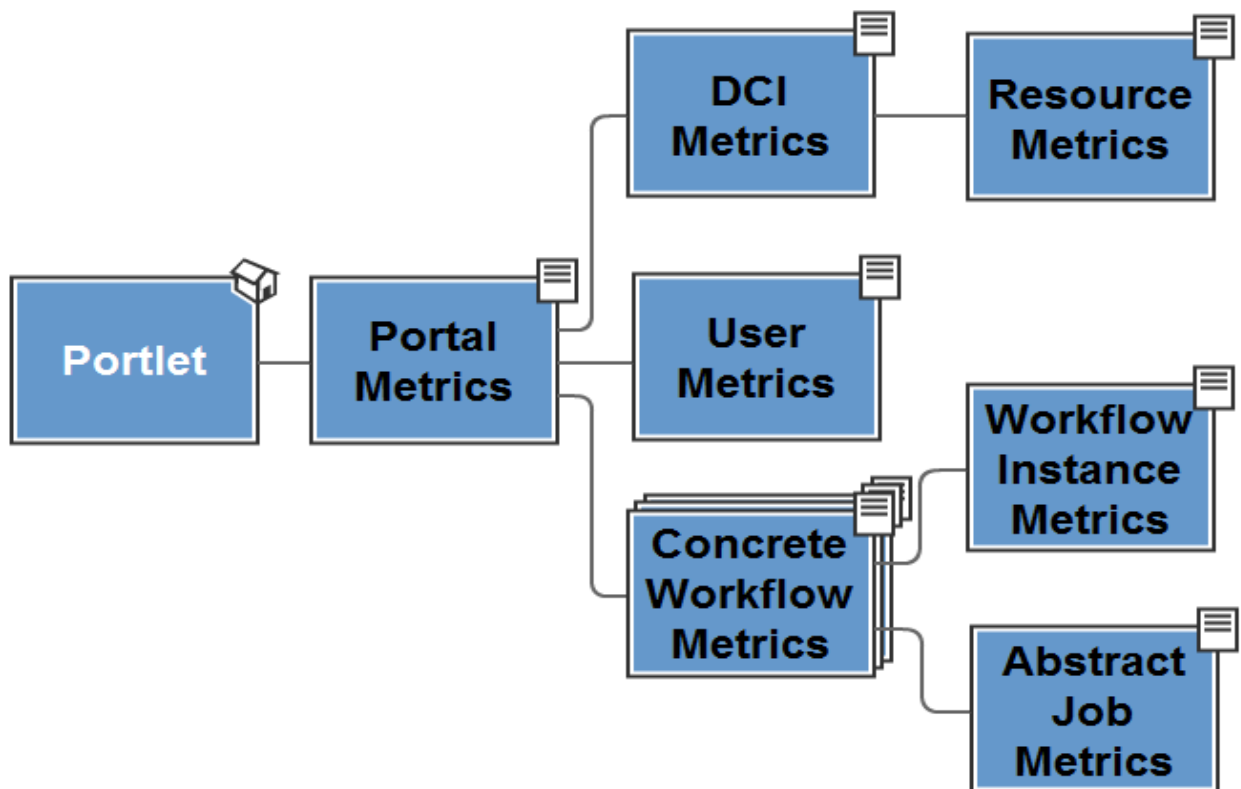 Portlet
Portal
Metrics
DCI
Metrics
Resource
Metrics
User
Metrics
Concrete
Workflow
Metrics
Workflow
Instance
Metrics
Abstract
Job
Metrics